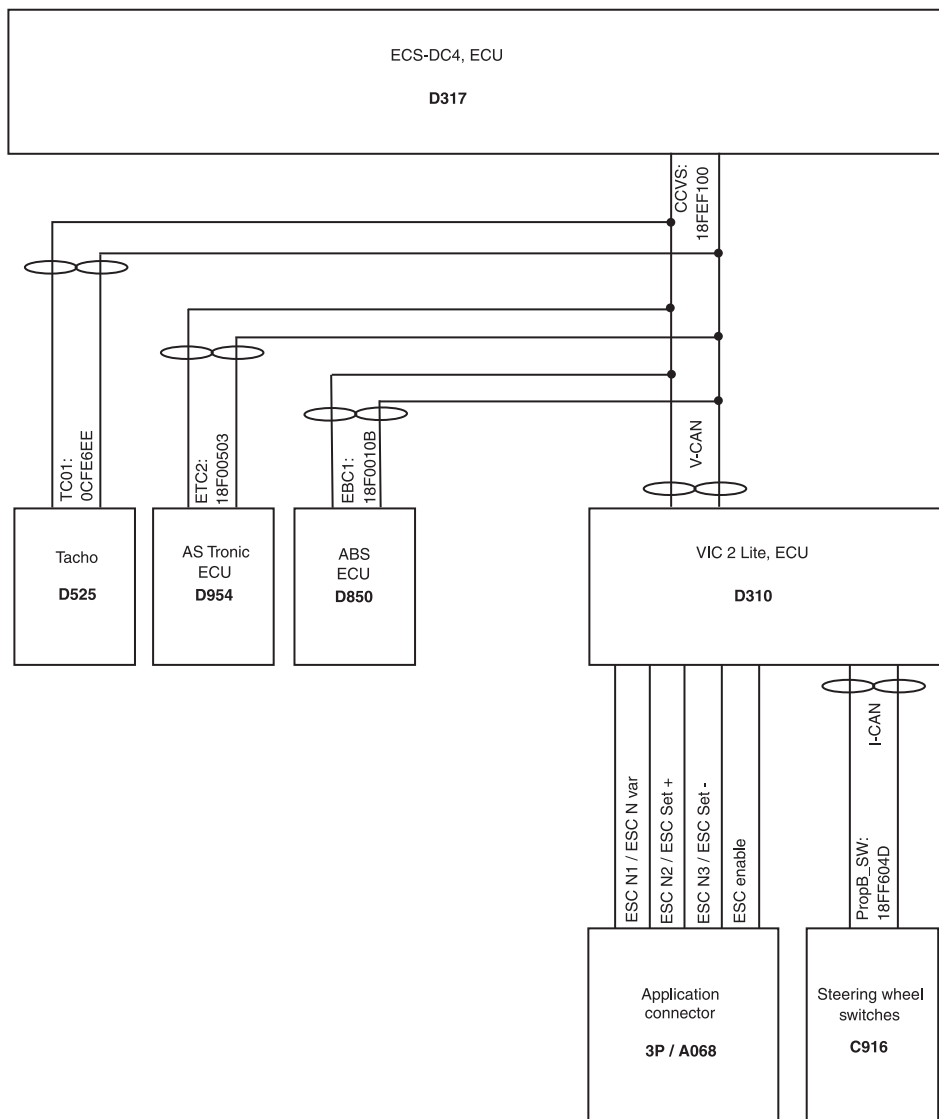 ECS-DC4, ECU
D317
CCVS:
18FEF100
TC01:
0CFE6EE
ETC2:
18F00503
EBC1:
18F0010B
V-CAN
Tacho
D525
AS Tronic
ECU
D954
ABS
ECU
D850
VIC 2 Lite, ECU
D310
ESC N1 / ESC N var
ESC N2 / ESC Set +
ESC N3 / ESC Set -
ESC enable
I-CAN
PropB_SW:
18FF604D
Application
connector
3P / A068
Steering wheel
switches
C916